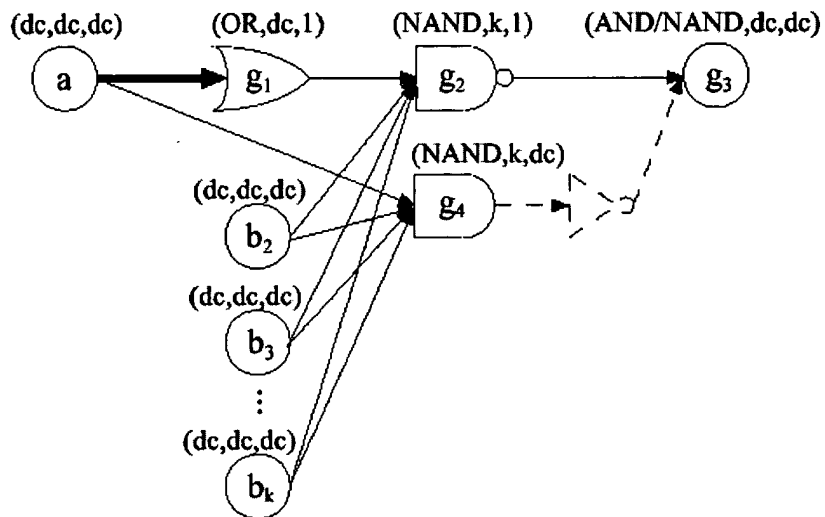 (dc,dc,dc) (OR,dc,1) (NAND,k,1) (AND/NAND,dc,dc)
a g₁ g₂ g₃
(NAND,k,dc)
(dc,dc,dc)
g₄
b₂
(dc,dc,dc)
b₃
⋮
(dc,dc,dc)
bₖ